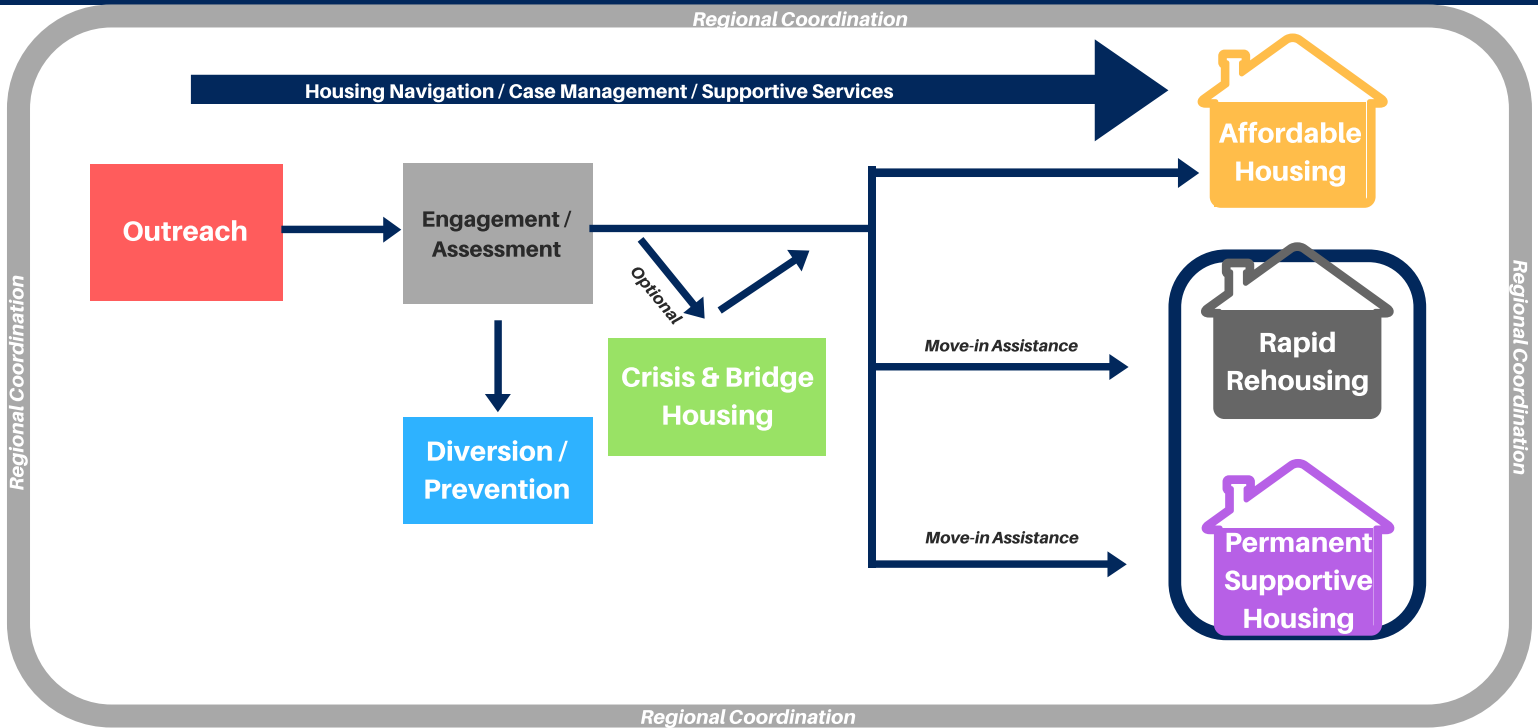 Regional Coordination
Housing Navigation / Case Management / Supportive Services
Affordable
Housing
Outreach
Engagement /
Assessment
Optional
Regional Coordination
Regional Coordination
Move-in Assistance
Rapid
Rehousing
Crisis & Bridge
Housing
Diversion /
Prevention
Move-in Assistance
Permanent
Supportive
Housing
Regional Coordination